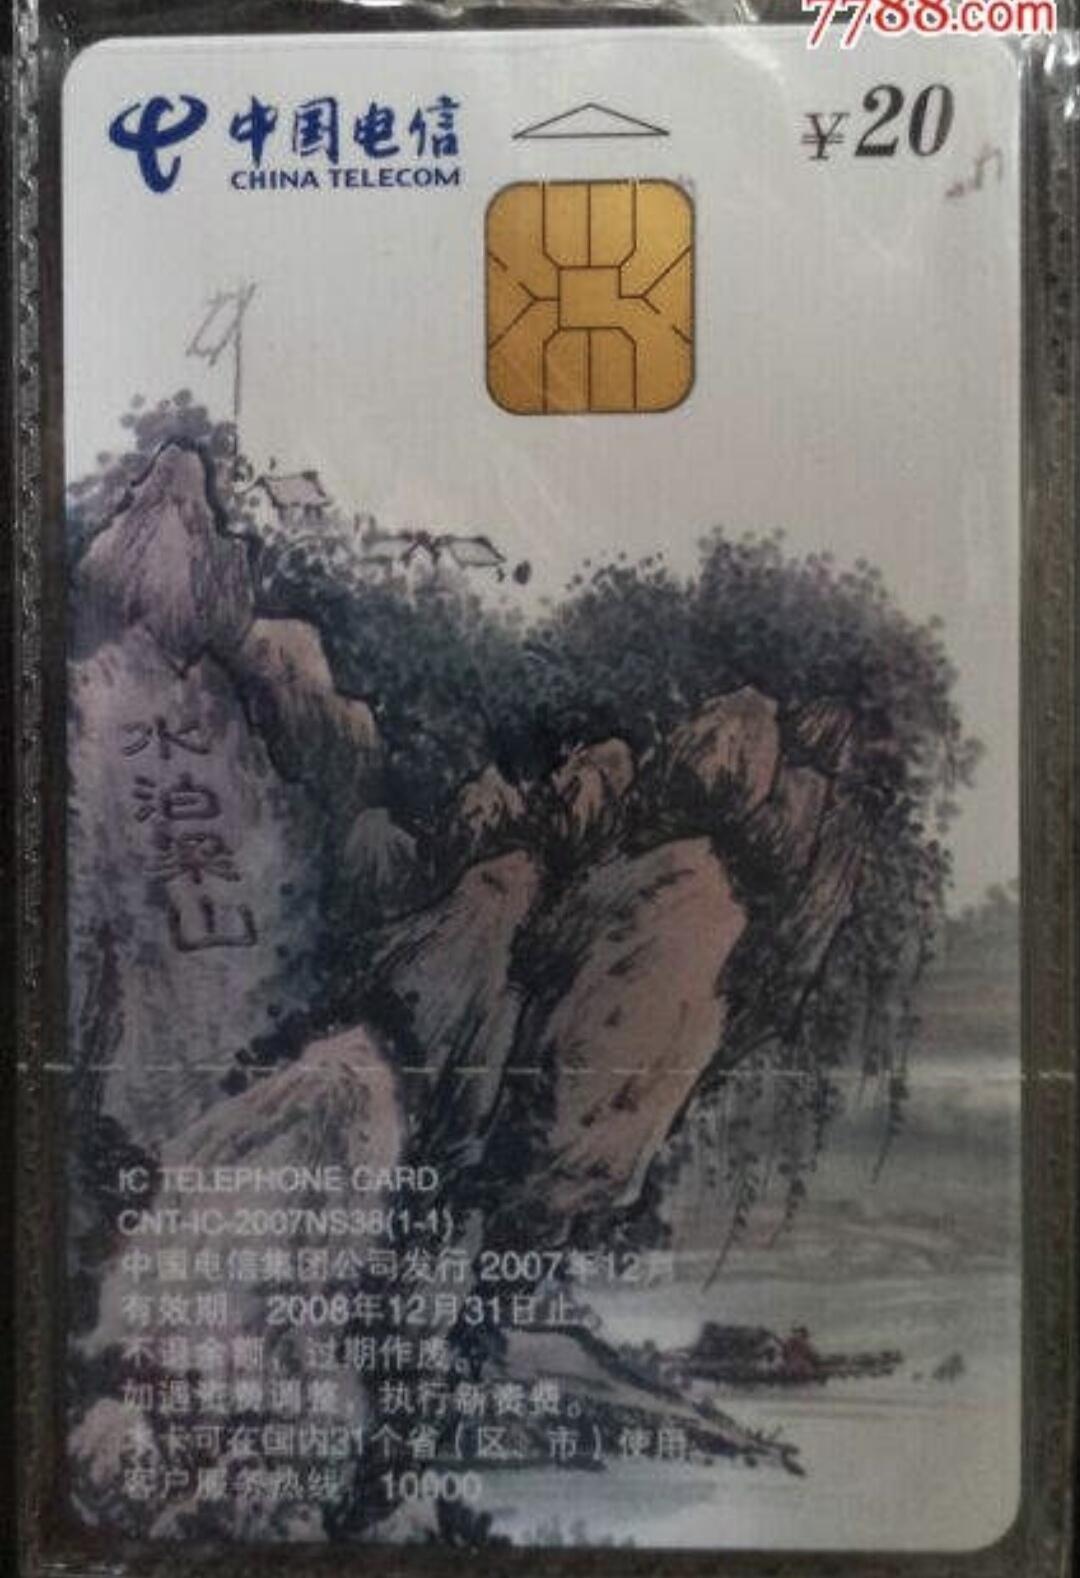 7788.com
中国电信
CHINA TELECOM
¥20
水
泊
梁
山
IC TELEPHONE CARD
CNT-IC-2007NS38(1-1)
中国电信集团公司发行 2007年12月
有效期 2008年12月31日止。
不退余额，过期作废。
如遇资费调整，执行新资费。
本卡可在国内31个省（区、市）使用
客户服务热线 10000